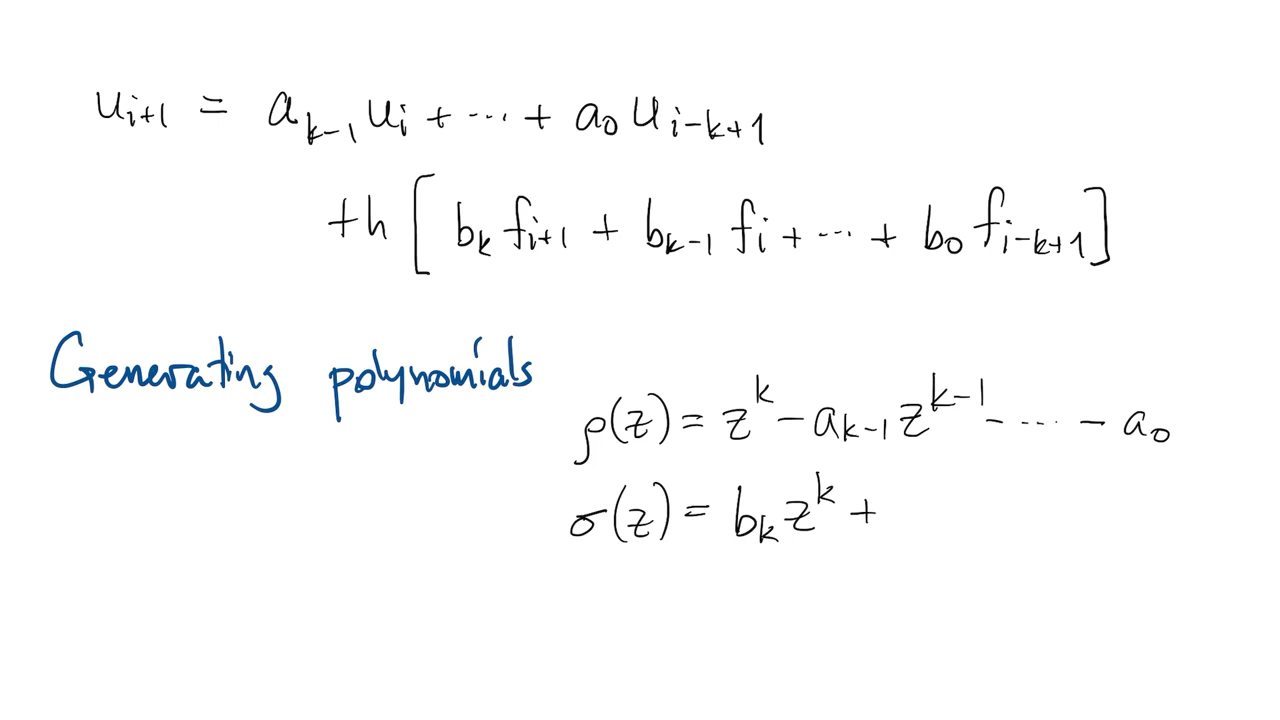 u_{i+1} = a_{k-1} u_i + ⋯ + a_0 u_{i-k+1}
+ h [ b_k f_{i+1} + b_{k-1} f_i + ⋯ + b_0 f_{i-k+1} ]
Generating polynomials
ρ(z) = z^k - a_{k-1} z^{k-1} - ⋯ - a_0
σ(z) = b_k z^k +